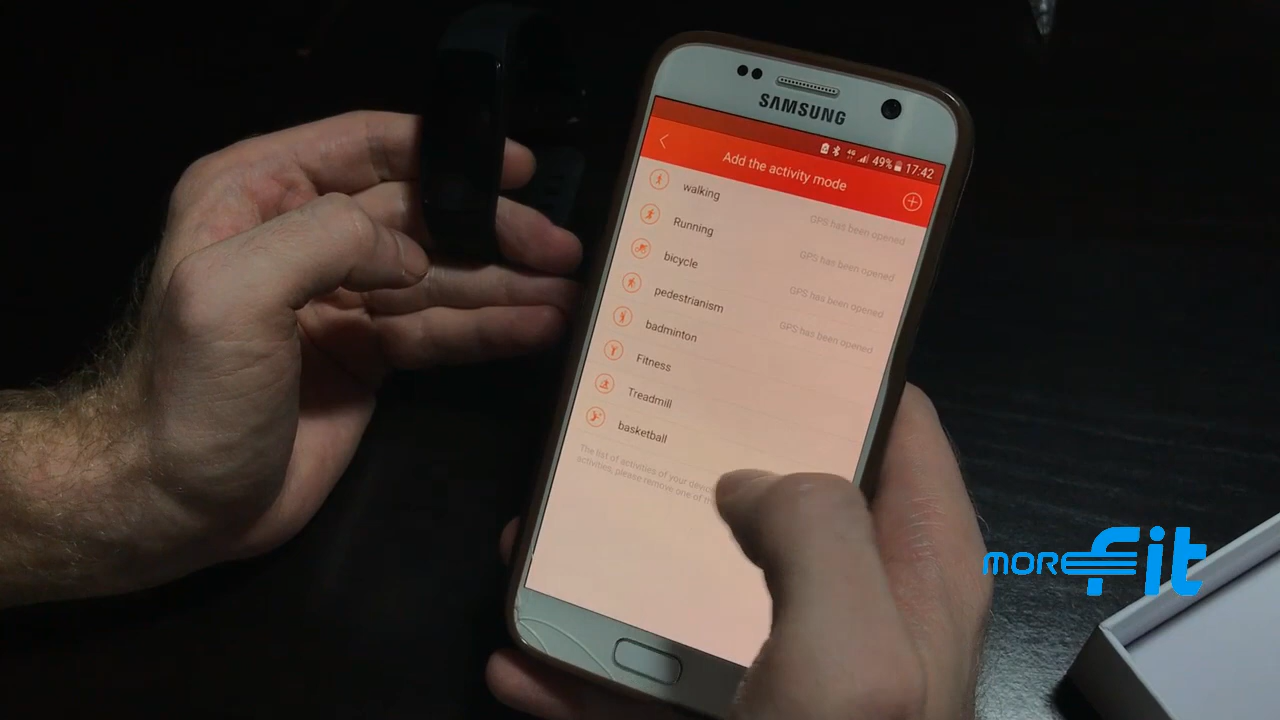 SAMSUNG
49% 17:42
Add the activity mode
walking
GPS has been opened
Running
GPS has been opened
bicycle
GPS has been opened
pedestrianism
GPS has been opened
badminton
Fitness
Treadmill
basketball
The list of activities of your
activities, please remove one of
MOREFit